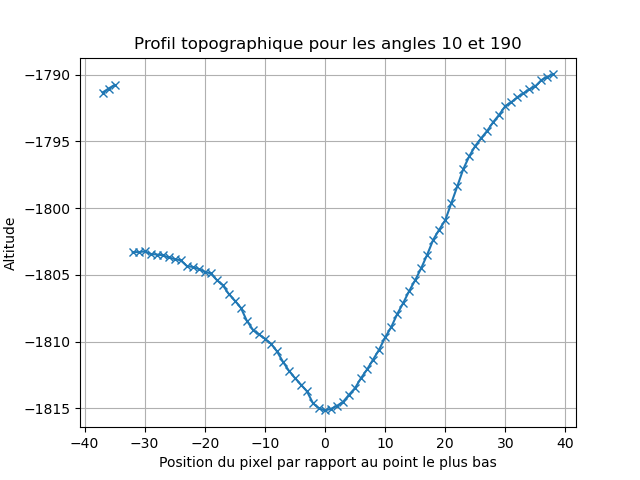 Profil topographique pour les angles 10 et 190
−1790
−1795
−1800
−1805
−1810
−1815
Altitude
−40 −30 −20 −10 0 10 20 30 40
Position du pixel par rapport au point le plus bas